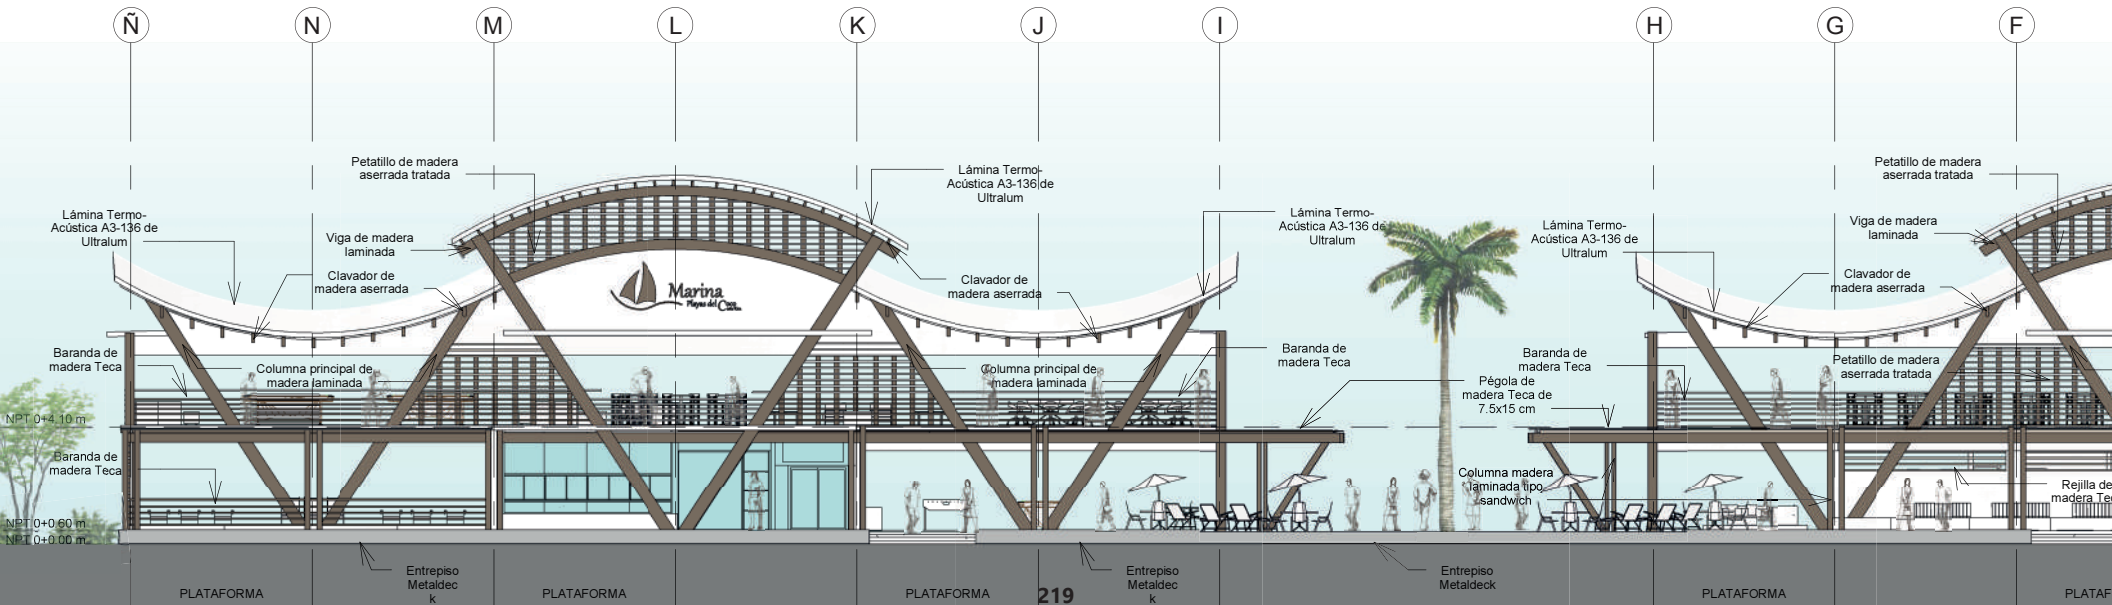 Ñ
N
M
L
K
J
I
H
G
F
Petatillo de madera
aserrada tratada
Lámina Termo-
Acústica A3-136 de
Ultralum
Petatillo de madera
aserrada tratada
Lámina Termo-
Acústica A3-136 de
Ultralum
Viga de madera
laminada
Clavador de
madera aserrada
Clavador de
madera aserrada
Lámina Termo-
Acústica A3-136 de
Ultralum
Lámina Termo-
Acústica A3-136 de
Ultralum
Viga de madera
laminada
Clavador de
madera aserrada
Marina
Playas del Coco
Baranda de
madera Teca
Columna principal de
madera laminada
Columna principal de
madera laminada
Baranda de
madera Teca
Pégola de
madera Teca de
7.5x15 cm
Baranda de
madera Teca
Petatillo de madera
aserrada tratada
NPT 0+4.10 m
Baranda de
madera Teca
Columna madera
laminada tipo
sandwich
Rejilla de
madera Tec
NPT 0+0.60 m
NPT 0+0.00 m
Entrepiso
Metaldec
k
Entrepiso
Metaldec
k
Entrepiso
Metaldeck
PLATAFORMA
PLATAFORMA
PLATAFORMA
219
PLATAFORMA
PLATAF